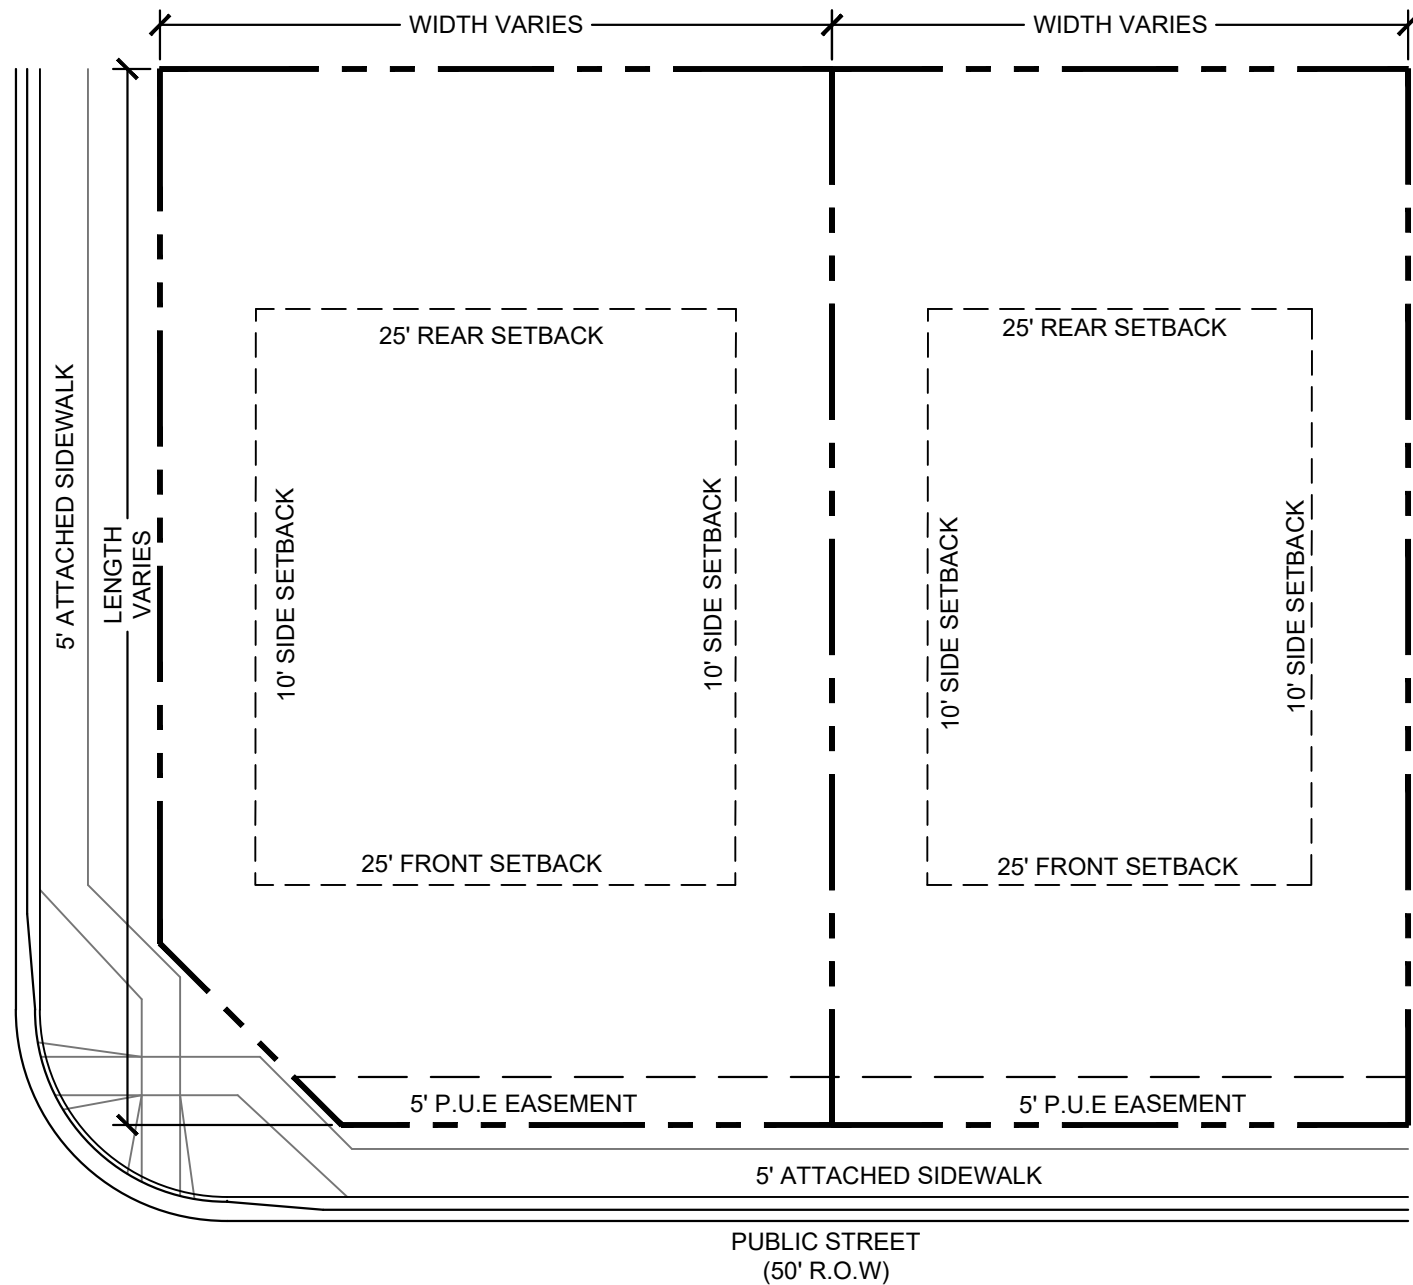 WIDTH VARIES
WIDTH VARIES
25' REAR SETBACK
25' REAR SETBACK
5' ATTACHED SIDEWALK
LENGTH
VARIES
10' SIDE SETBACK
10' SIDE SETBACK
10' SIDE SETBACK
10' SIDE SETBACK
25' FRONT SETBACK
25' FRONT SETBACK
5' P.U.E EASEMENT
5' P.U.E EASEMENT
5' ATTACHED SIDEWALK
PUBLIC STREET
(50' R.O.W)